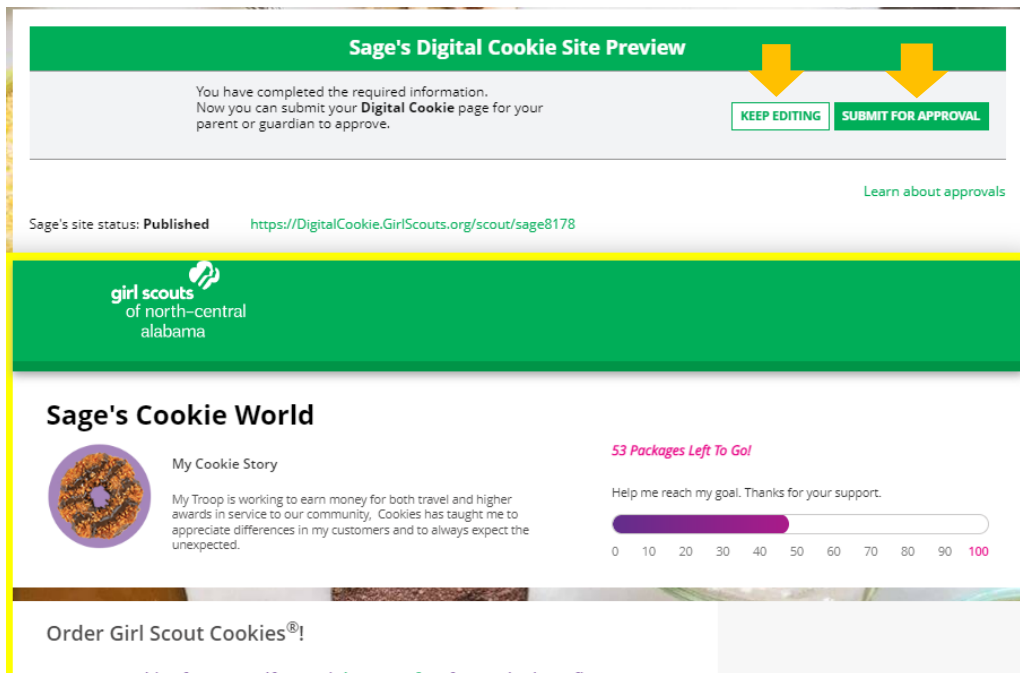 Sage's Digital Cookie Site Preview
You have completed the required information.
Now you can submit your Digital Cookie page for your
parent or guardian to approve.
KEEP EDITING
SUBMIT FOR APPROVAL
Learn about approvals
Sage's site status: Published https://DigitalCookie.GirlScouts.org/scout/sage8178
girl scouts
of north-central
alabama
Sage's Cookie World
My Cookie Story
My Troop is working to earn money for both travel and higher
awards in service to our community, Cookies has taught me to
appreciate differences in my customers and to always expect the
unexpected.
53 Packages Left To Go!
Help me reach my goal. Thanks for your support.
0 10 20 30 40 50 60 70 80 90 100
Order Girl Scout Cookies®!